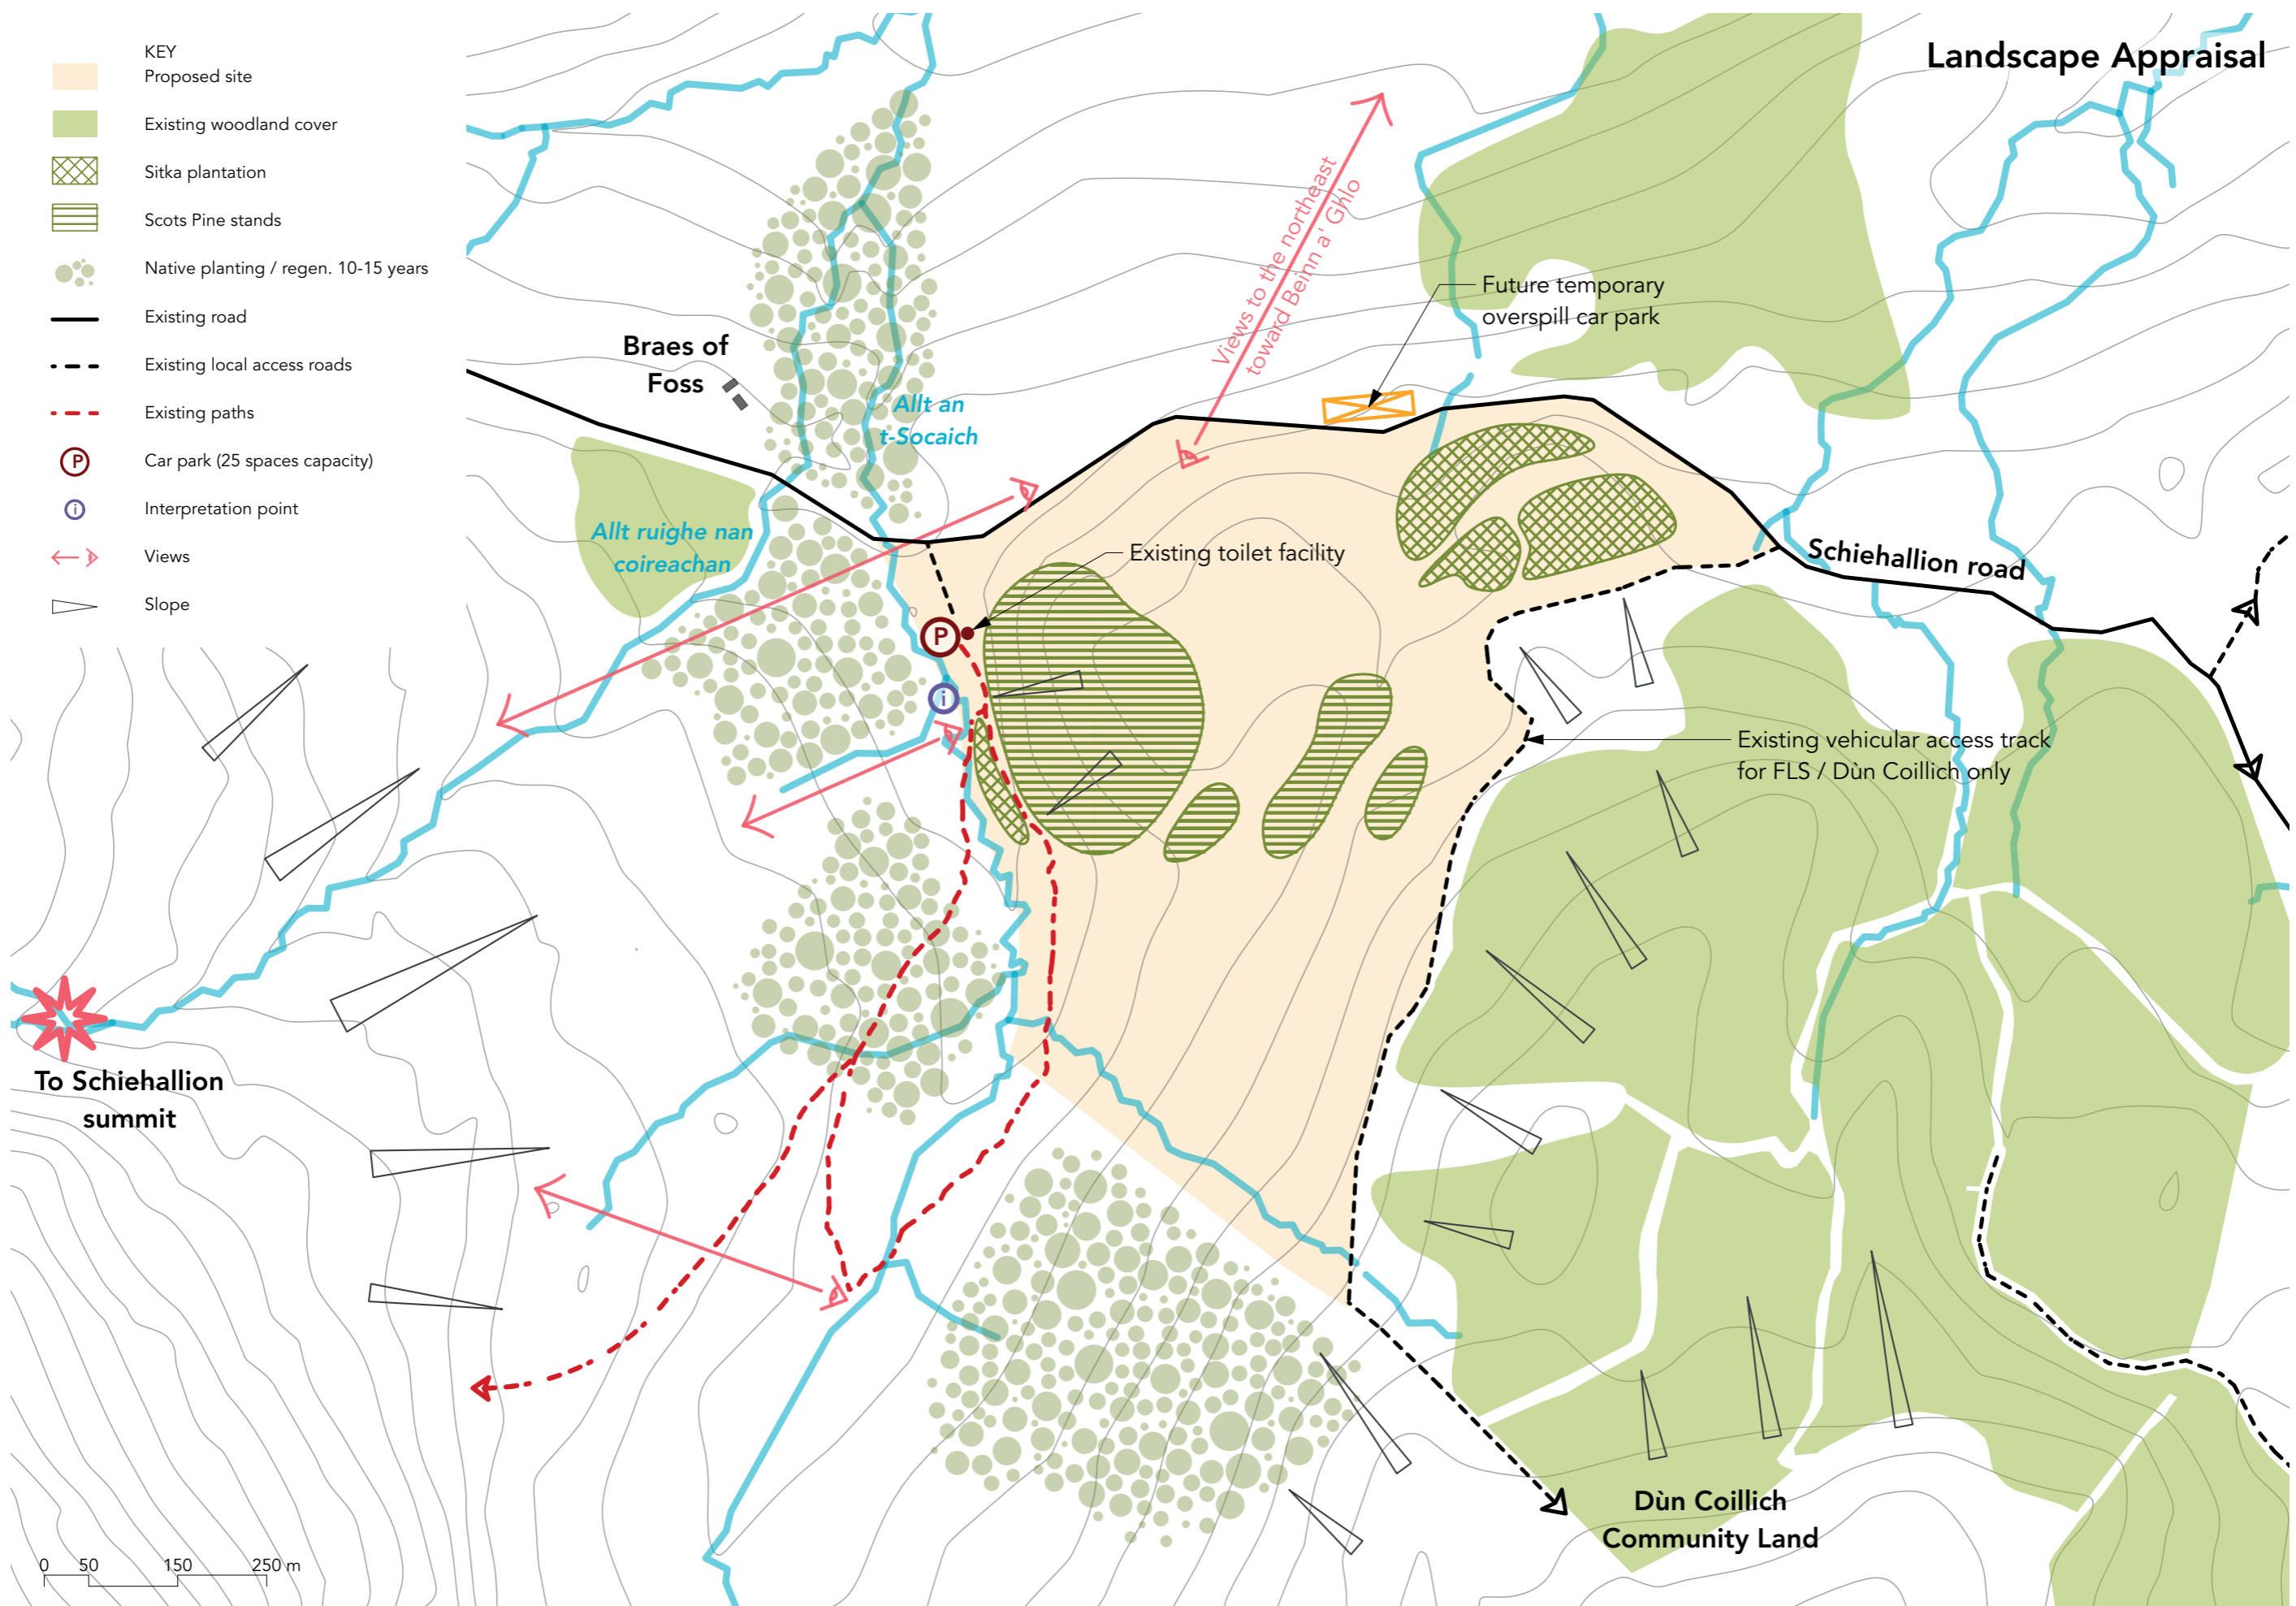 KEY
Proposed site
Existing woodland cover
Sitka plantation
Scots Pine stands
Native planting / regen. 10-15 years
Existing road
Existing local access roads
Existing paths
P
Car park (25 spaces capacity)
i
Interpretation point
Views
Slope
Landscape Appraisal
Views to the northeast
toward Beinn a' Ghlo
Future temporary
overspill car park
Braes of
Foss
Allt an
t-Socaich
Allt ruighe nan
coireachan
Existing toilet facility
Schiehallion road
P
i
Existing vehicular access track
for FLS / Dùn Coillich only
To Schiehallion
summit
Dùn Coillich
Community Land
0 50 150 250 m